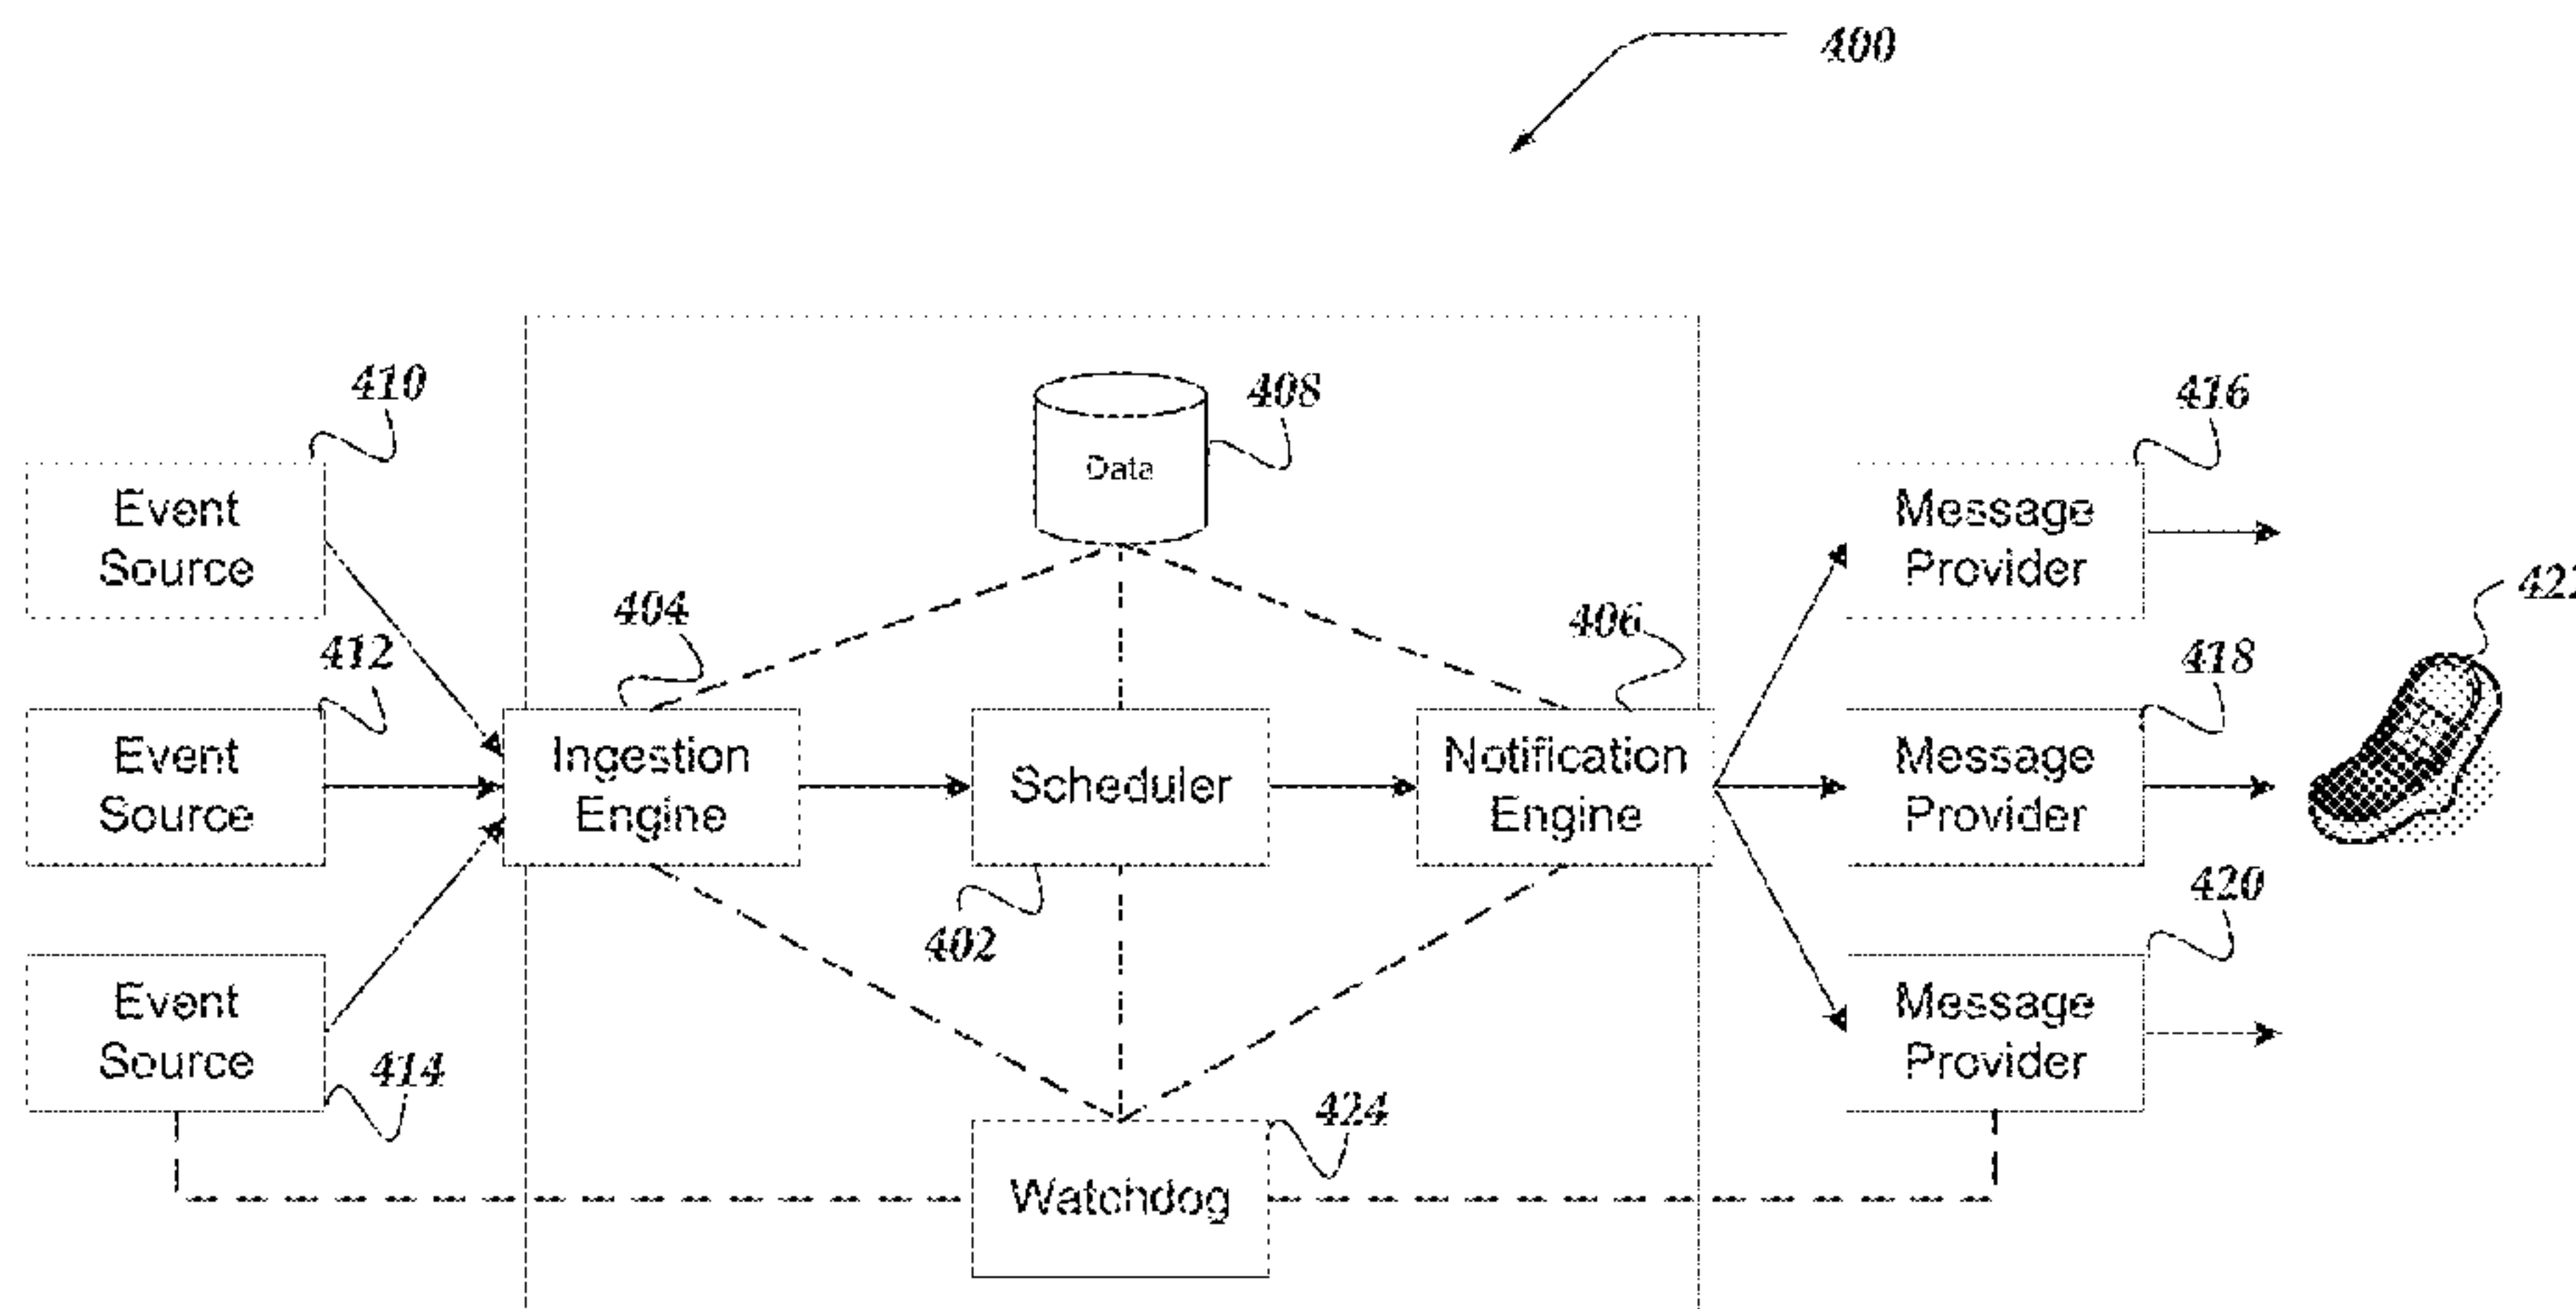 400
410
408
416
Event
Source
Data
Message
Provider
404
406
422
412
418
Event
Source
Ingestion
Engine
Scheduler
Notification
Engine
Message
Provider
402
420
Event
Source
414
Message
Provider
424
Watchdog